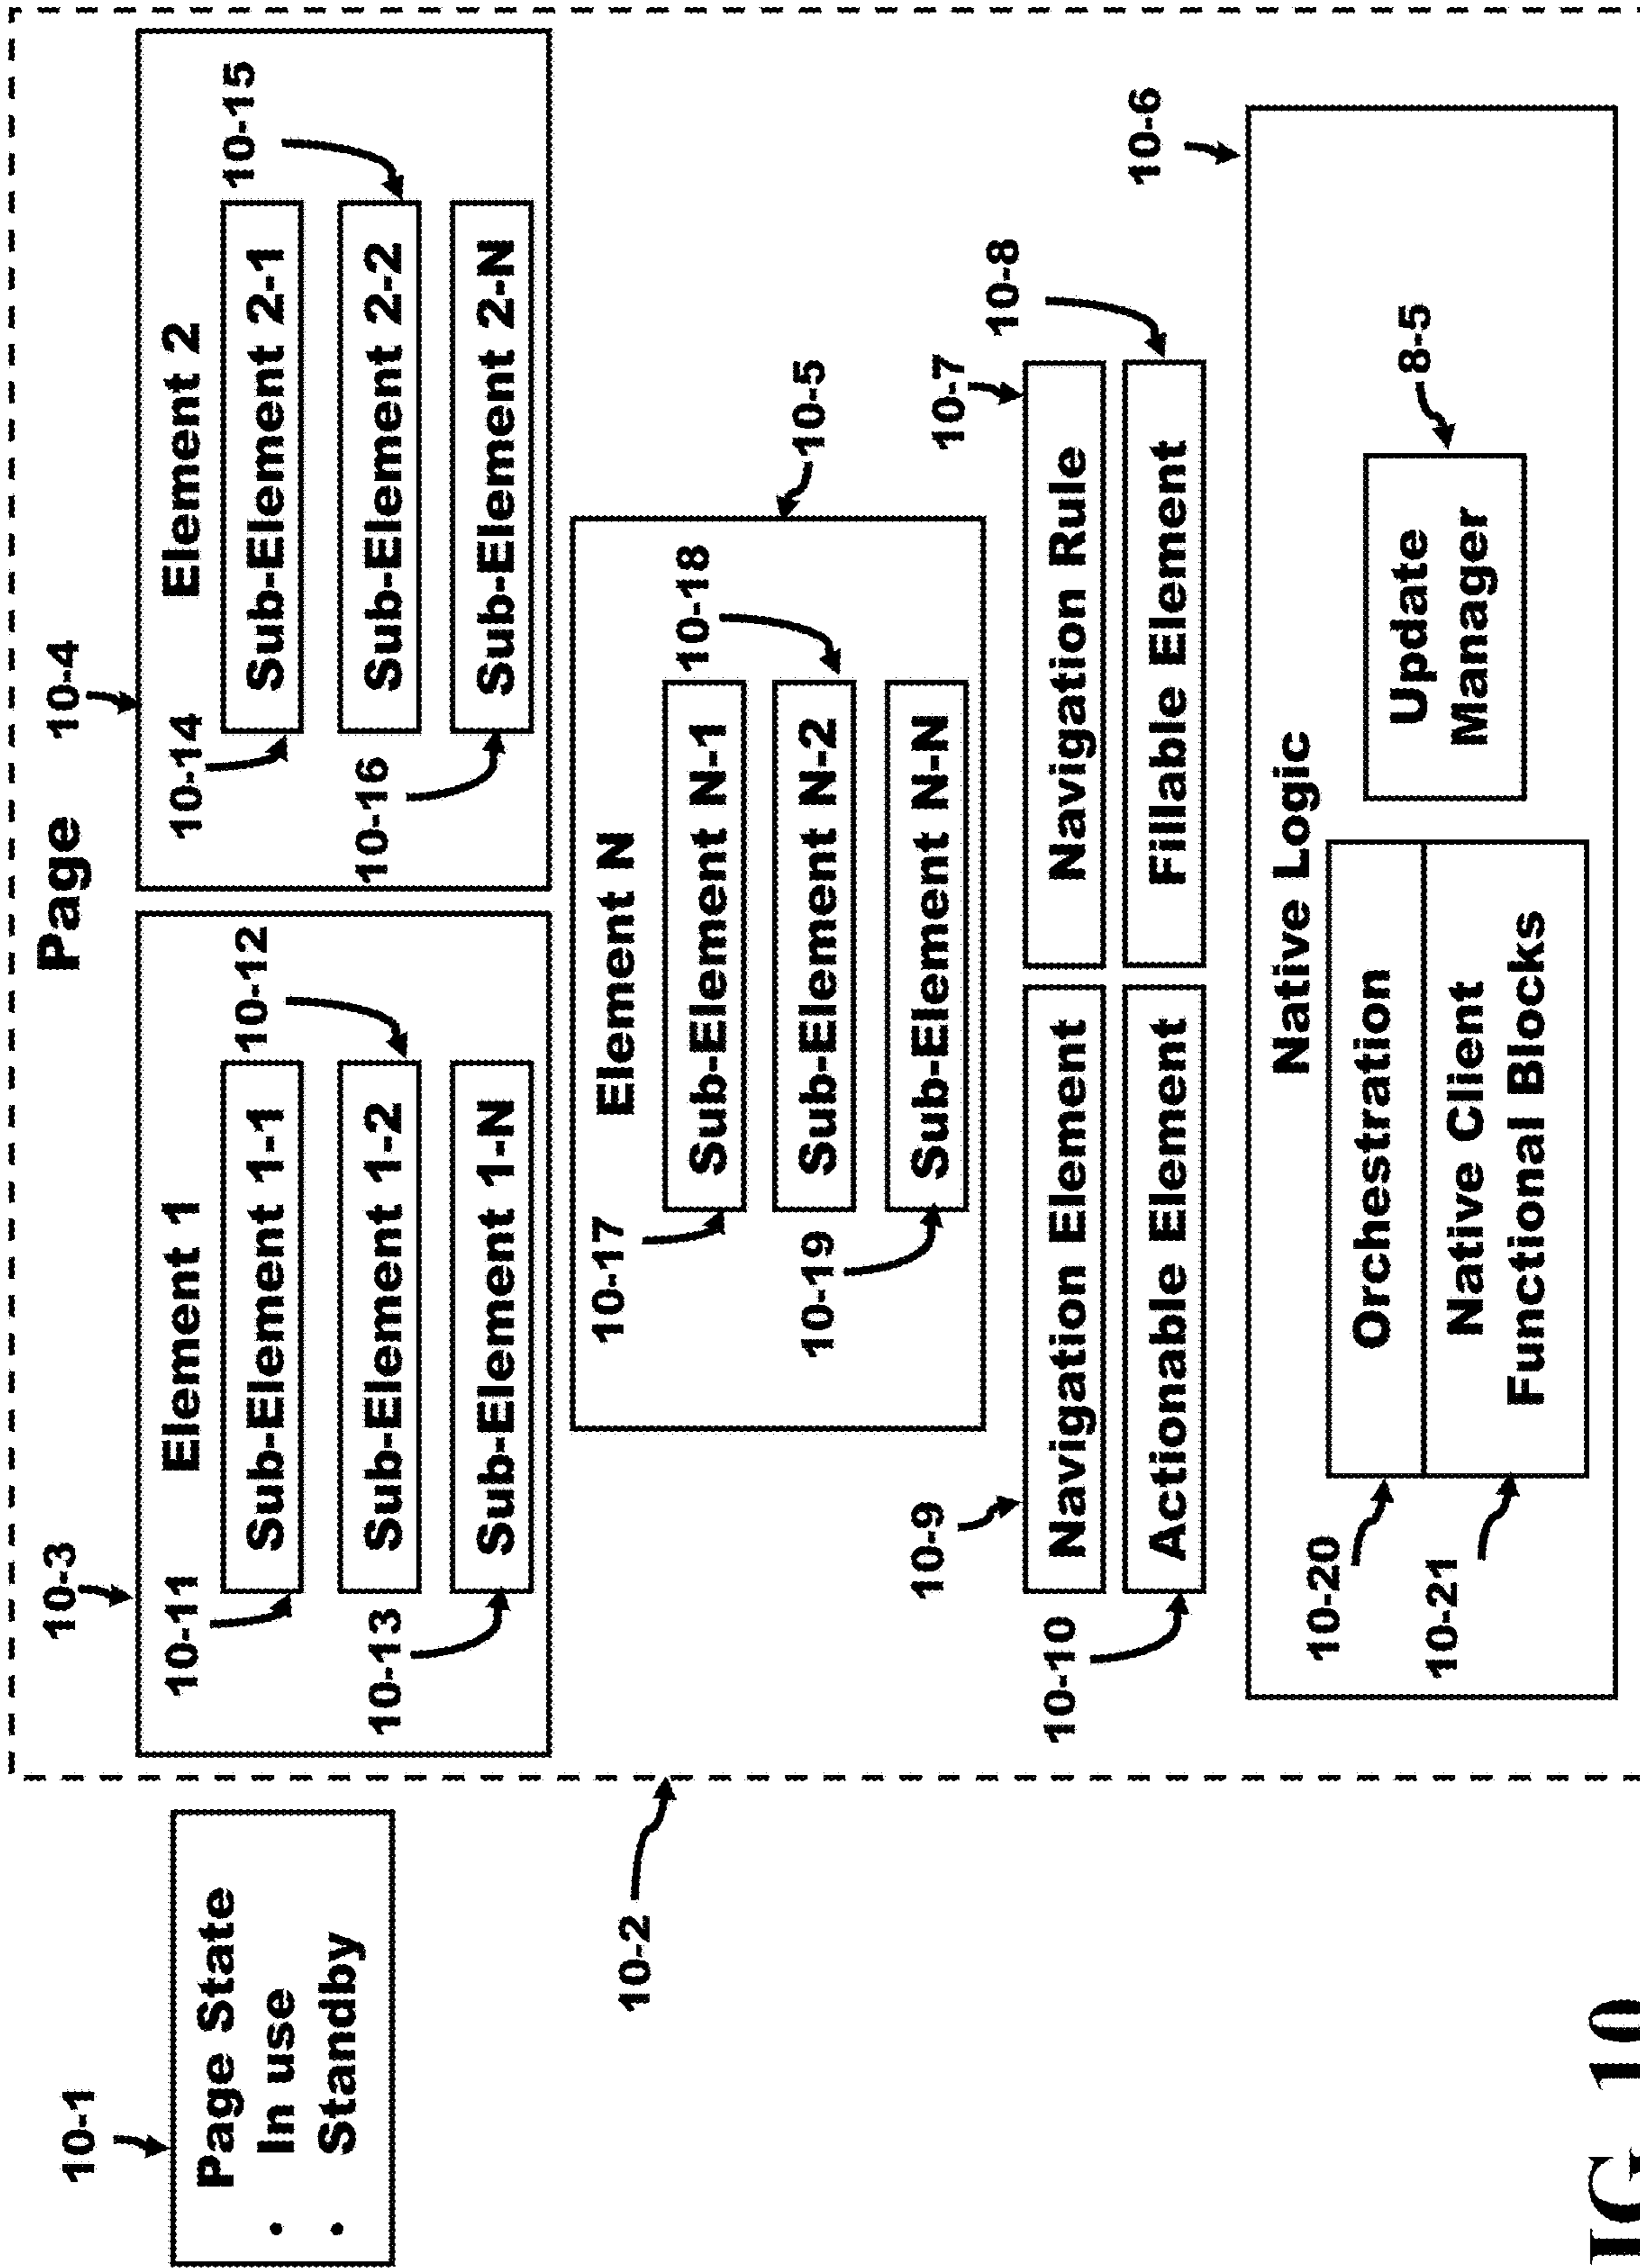 10-1
Page State
• In use
• Standby
10-2
Page
10-3
Element 1
10-11
Sub-Element 1-1
10-12
Sub-Element 1-2
10-13
Sub-Element 1-N
10-4
Element 2
10-14
Sub-Element 2-1
10-15
Sub-Element 2-2
10-16
Sub-Element 2-N
10-5
Element N
10-17
Sub-Element N-1
10-18
Sub-Element N-2
10-19
Sub-Element N-N
10-9
Navigation Element
10-7
Navigation Rule
10-10
Actionable Element
10-8
Fillable Element
10-6
Native Logic
10-20
Orchestration
10-21
Native Client
Functional Blocks
Update
Manager
8-5
IG 10